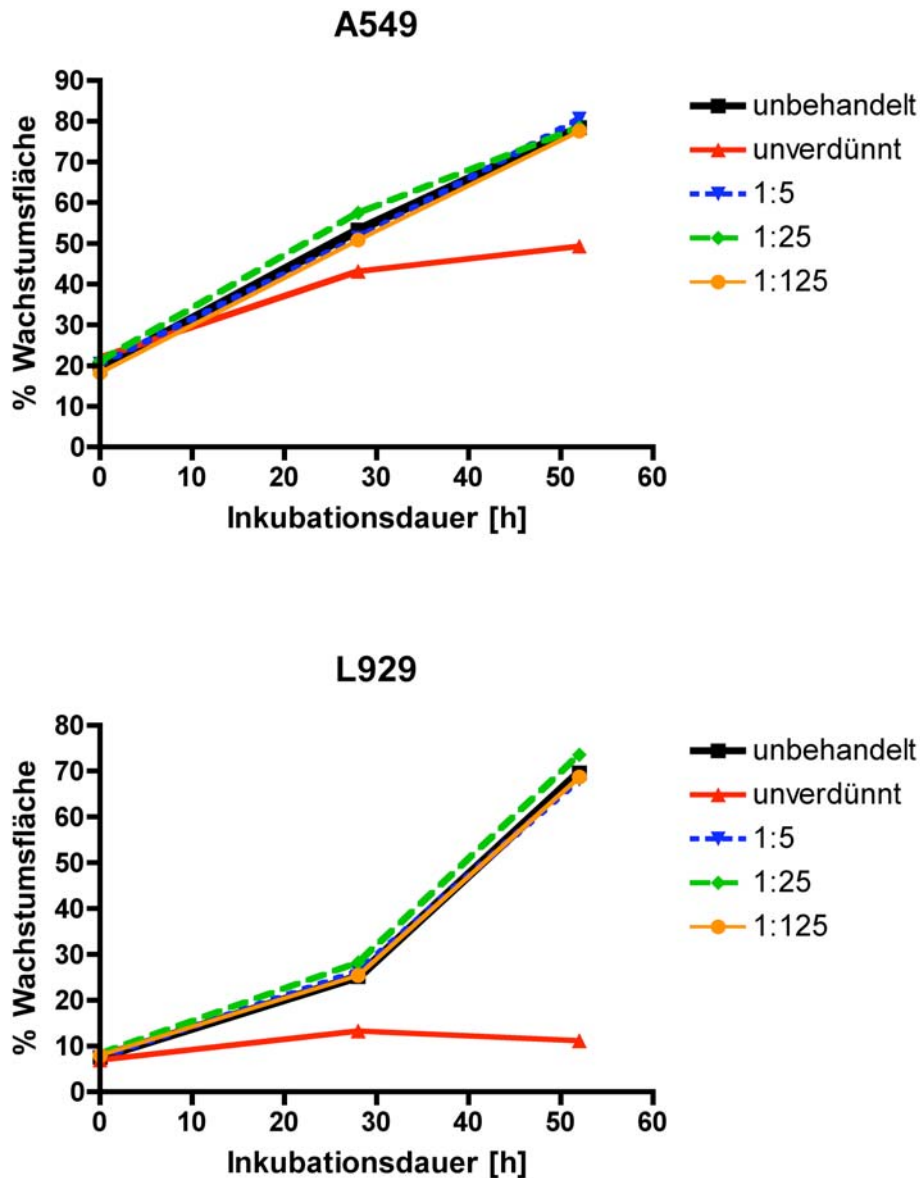 A549
% Wachstumsfläche
90
80
70
60
50
40
30
20
10
0
0 10 20 30 40 50 60
Inkubationsdauer [h]
unbehandelt
unverdünnt
1:5
1:25
1:125
L929
% Wachstumsfläche
80
70
60
50
40
30
20
10
0
0 10 20 30 40 50 60
Inkubationsdauer [h]
unbehandelt
unverdünnt
1:5
1:25
1:125